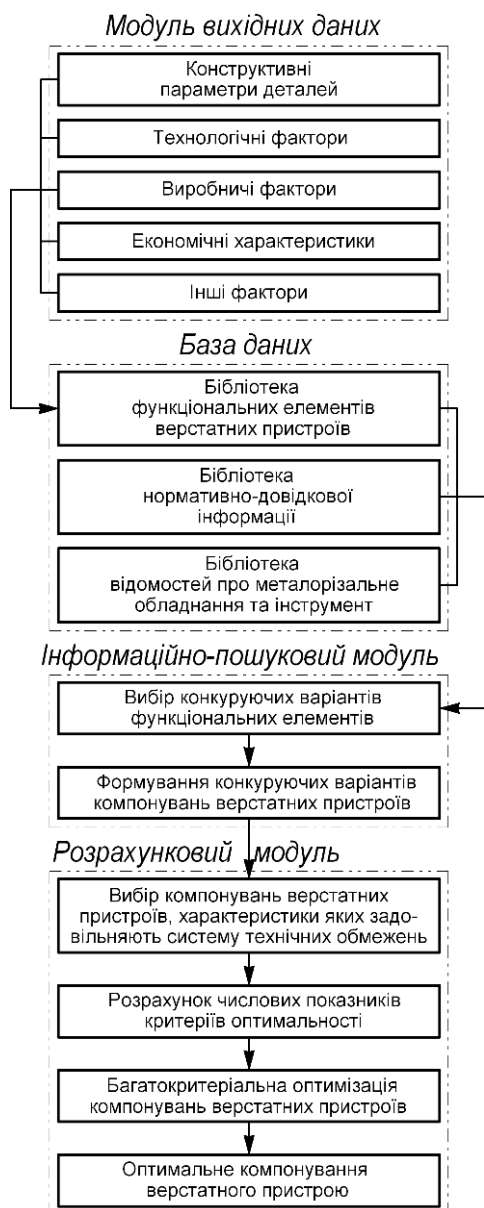 Модуль вихідних даних
Конструктивні
параметри деталей
Технологічні фактори
Виробничі фактори
Економічні характеристики
Інші фактори
База даних
Бібліотека
функціональних елементів
верстатних пристроїв
Бібліотека
нормативно-довідкової
інформації
Бібліотека
відомостей про металорізальне
обладнання та інструмент
Інформаційно-пошуковий модуль
Вибір конкуруючих варіантів
функціональних елементів
Формування конкуруючих варіантів
компонувань верстатних пристроїв
Розрахунковий модуль
Вибір компонувань верстатних
пристроїв, характеристики яких задо-
вільняють систему технічних обмежень
Розрахунок числових показників
критеріїв оптимальності
Багатокритеріальна оптимізація
компонувань верстатних пристроїв
Оптимальне компонування
верстатного пристрою